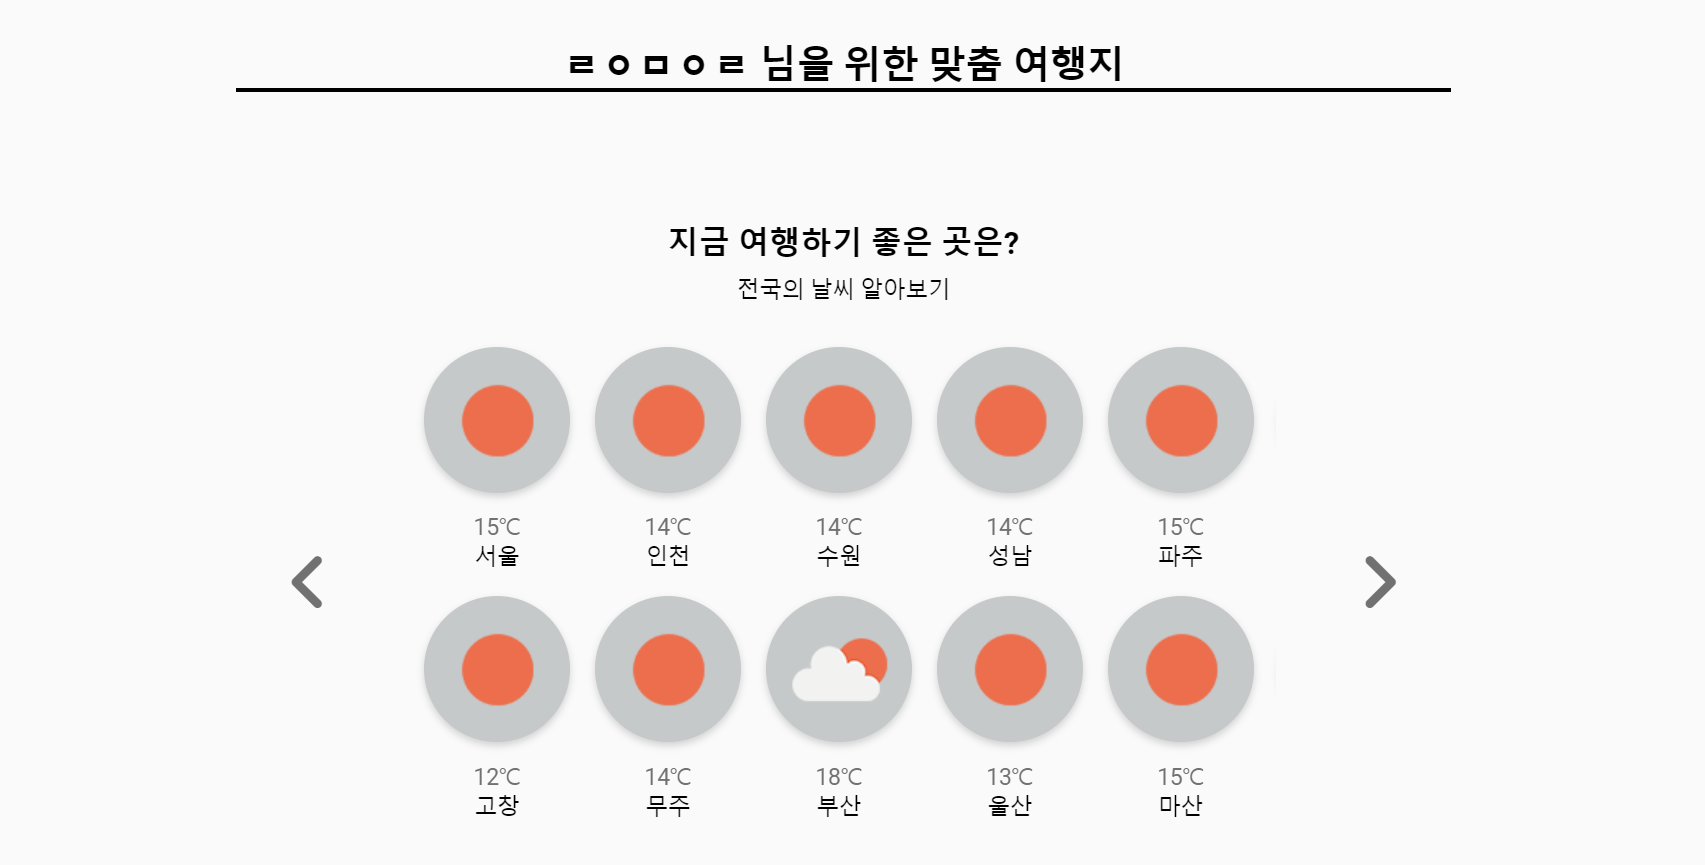 ㄹㅇㅁㅇㄹ 님을 위한 맞춤 여행지
지금 여행하기 좋은 곳은?
전국의 날씨 알아보기
15℃ 14℃ 14℃ 14℃ 15℃
서울 인천 수원 성남 파주
12℃ 14℃ 18℃ 13℃ 15℃
고창 무주 부산 울산 마산